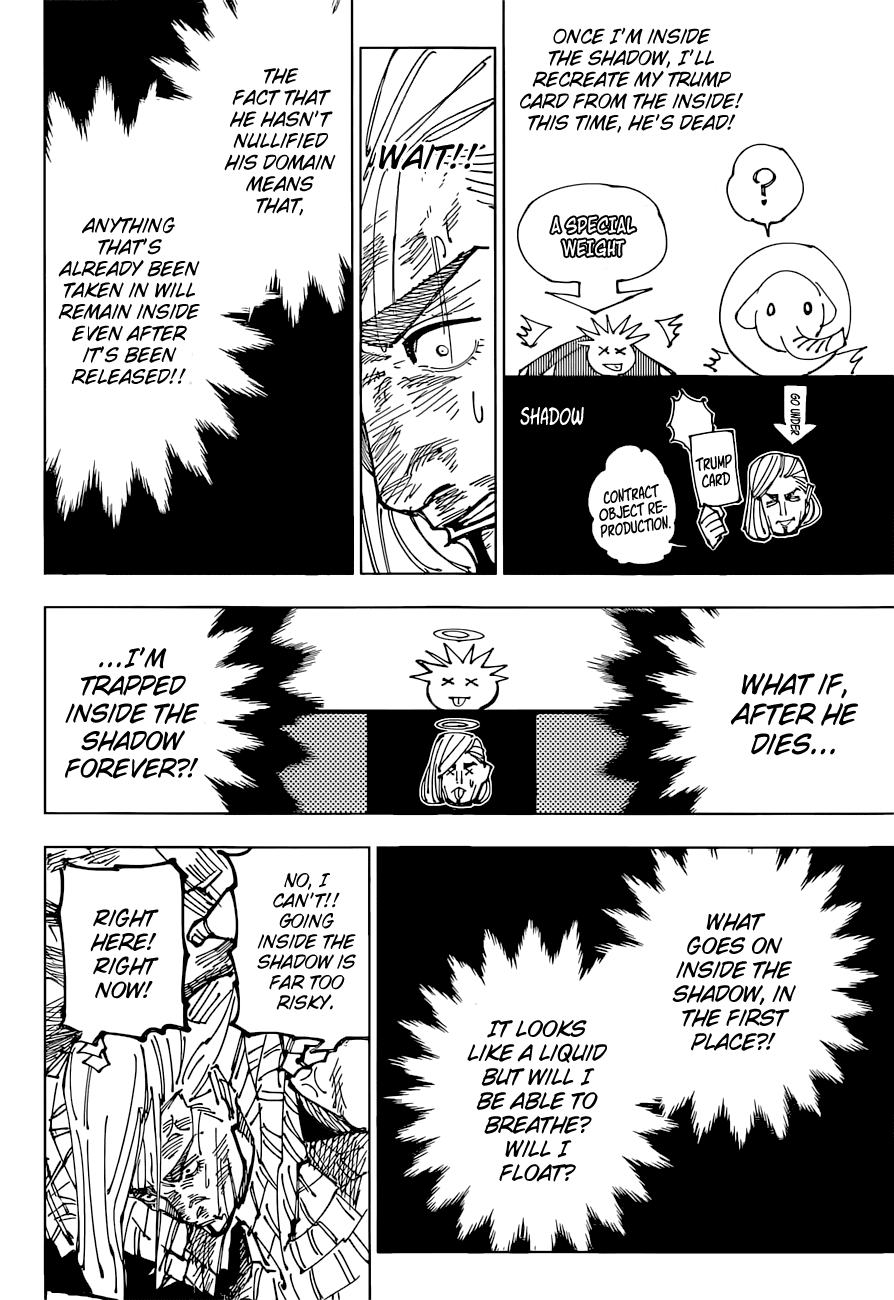 ONCE I'M INSIDE
THE SHADOW, I'LL
RECREATE MY TRUMP
CARD FROM THE INSIDE!
THIS TIME, HE'S DEAD!
?
A SPECIAL
WEIGHT
GO UNDER
SHADOW
TRUMP
CARD
CONTRACT
OBJECT RE-
PRODUCTION.
WAIT!!
THE
FACT THAT
HE HASN'T
NULLIFIED
HIS DOMAIN
MEANS
THAT,
ANYTHING
THAT'S
ALREADY BEEN
TAKEN IN WILL
REMAIN INSIDE
EVEN AFTER
IT'S BEEN
RELEASED!!
WHAT IF,
AFTER HE
DIES...
...I'M
TRAPPED
INSIDE THE
SHADOW
FOREVER?!
WHAT
GOES ON
INSIDE THE
SHADOW, IN
THE FIRST
PLACE?!
IT LOOKS
LIKE A LIQUID
BUT WILL I
BE ABLE TO
BREATHE?
WILL I
FLOAT?
NO, I
CAN'T!!
GOING
INSIDE THE
SHADOW IS
FAR TOO
RISKY.
RIGHT
HERE!
RIGHT
NOW!